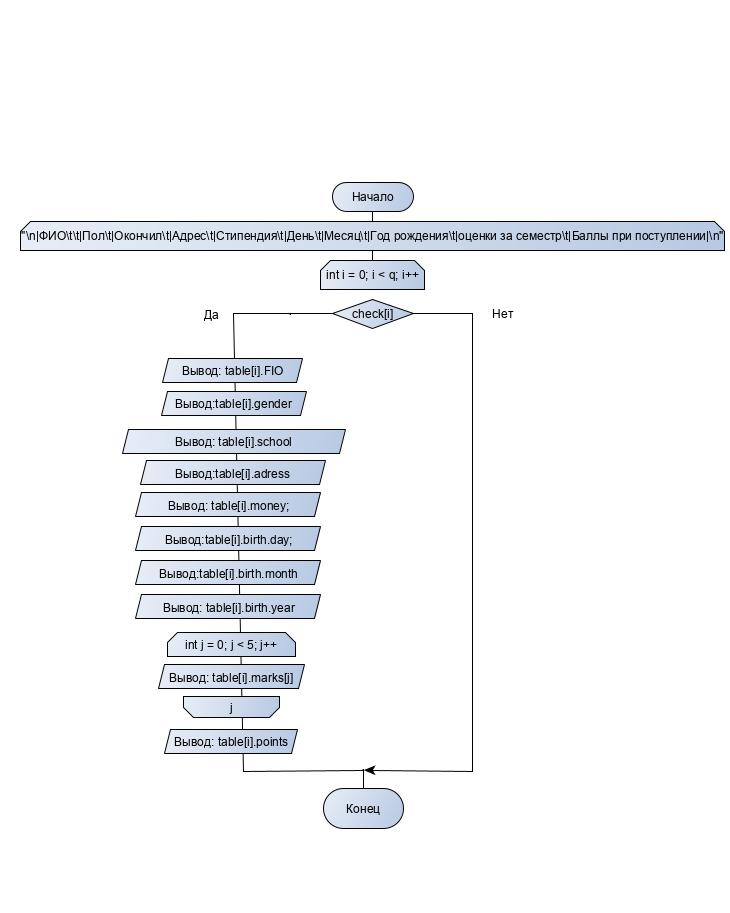 Начало
"\n|ФИО\t\t|Пол\t|Окончил\t|Адрес\t|Стипендия\t|День\t|Месяц\t|Год рождения\t|оценки за семестр\t|Баллы при поступлении|\n"
int i = 0; i < q; i++
Да
check[i]
Нет
Вывод: table[i].FIO
Вывод:table[i].gender
Вывод: table[i].school
Вывод:table[i].adress
Вывод: table[i].money;
Вывод:table[i].birth.day;
Вывод:table[i].birth.month
Вывод: table[i].birth.year
int j = 0; j < 5; j++
Вывод: table[i].marks[j]
j
Вывод: table[i].points
Конец